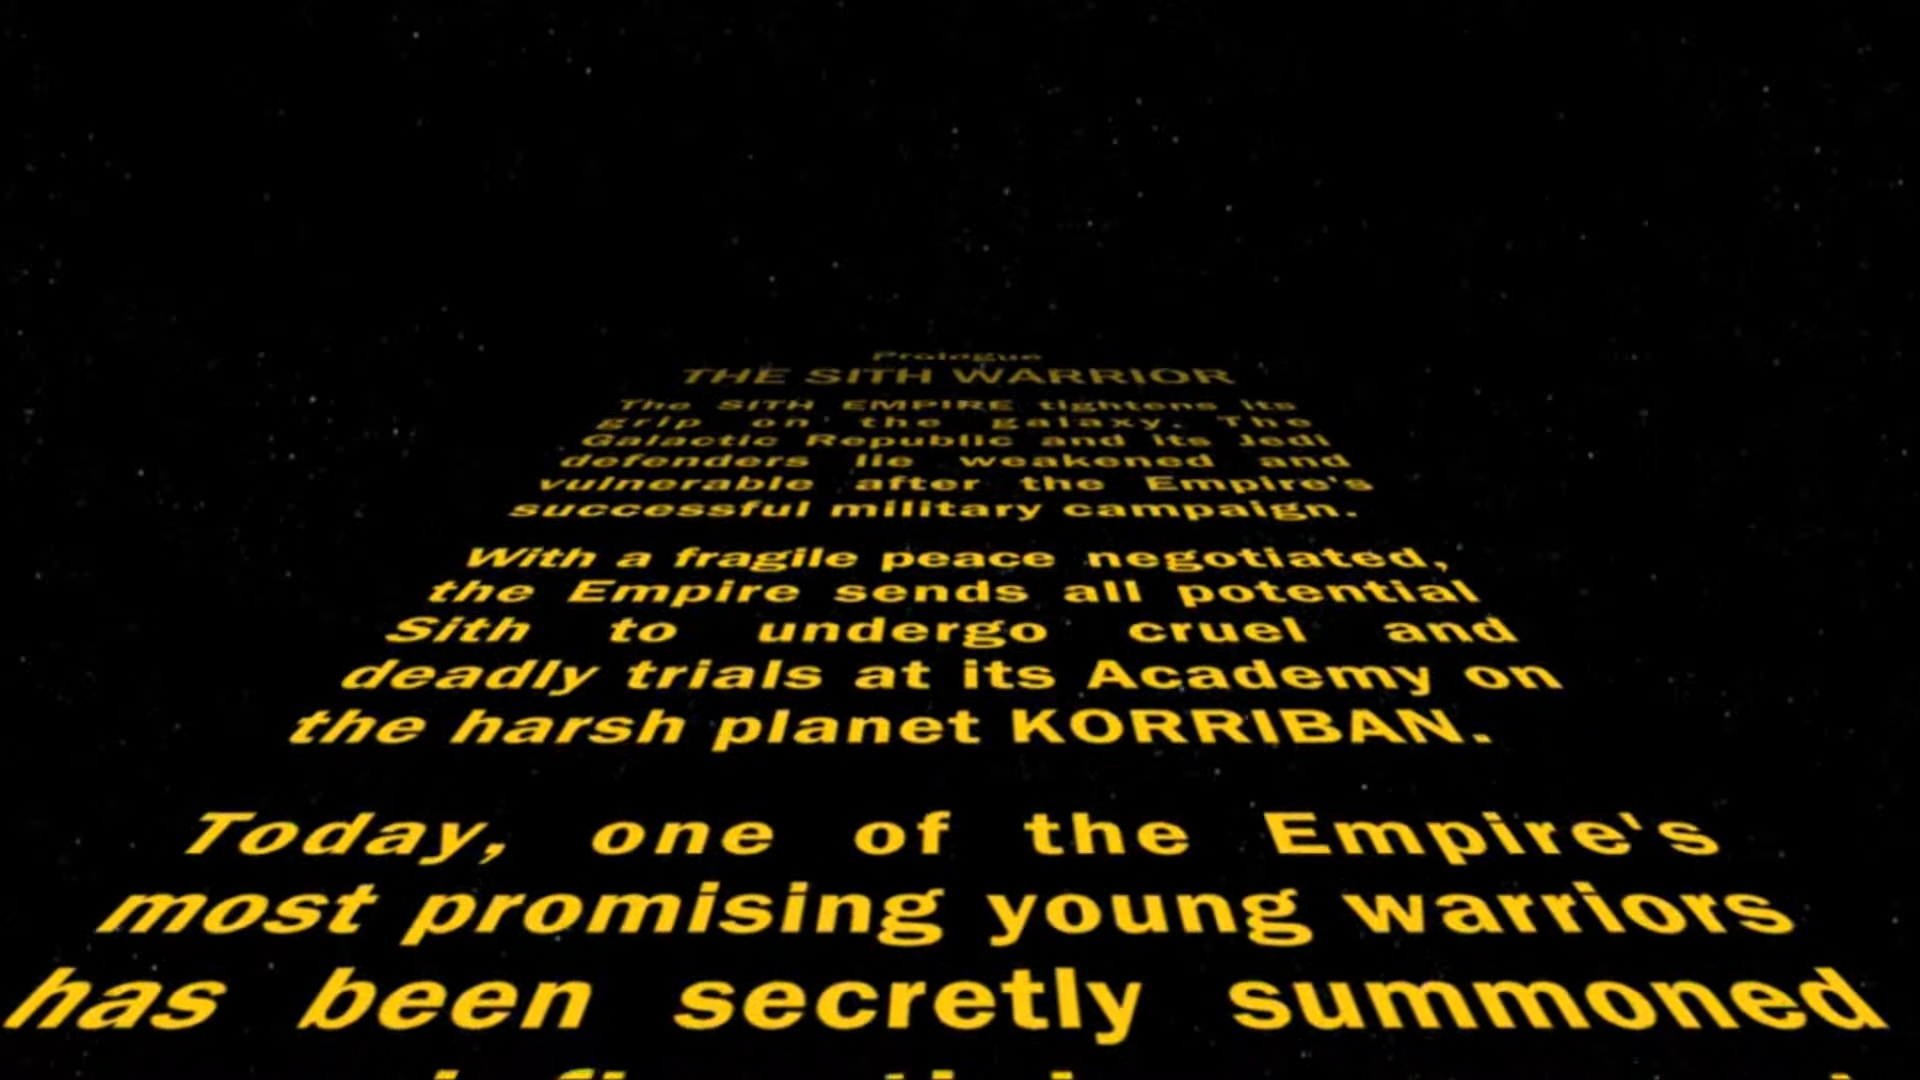 Prologue
THE SITH WARRIOR
The SITH EMPIRE tightens its
grip on the galaxy. The
Galactic Republic and its Jedi
defenders lie weakened and
vulnerable after the Empire's
successful military campaign.
With a fragile peace negotiated,
the Empire sends all potential
Sith to undergo cruel and
deadly trials at its Academy on
the harsh planet KORRIBAN.
Today, one of the Empire's
most promising young warriors
has been secretly summoned